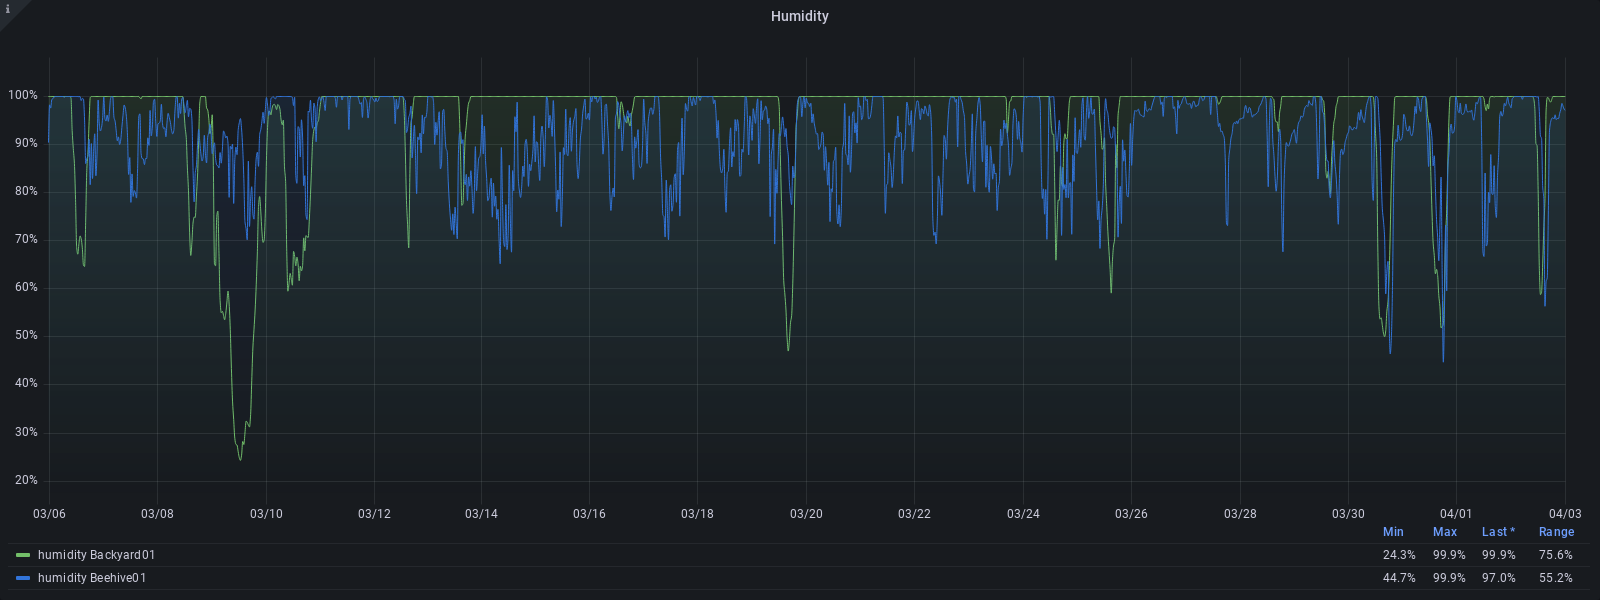 i
Humidity
100%
90%
80%
70%
60%
50%
40%
30%
20%
03/06 03/08 03/10 03/12 03/14 03/16 03/18 03/20 03/22 03/24 03/26 03/28 03/30 04/01 04/03
Min Max Last * Range
humidity Backyard01 24.3% 99.9% 99.9% 75.6%
humidity Beehive01 44.7% 99.9% 97.0% 55.2%